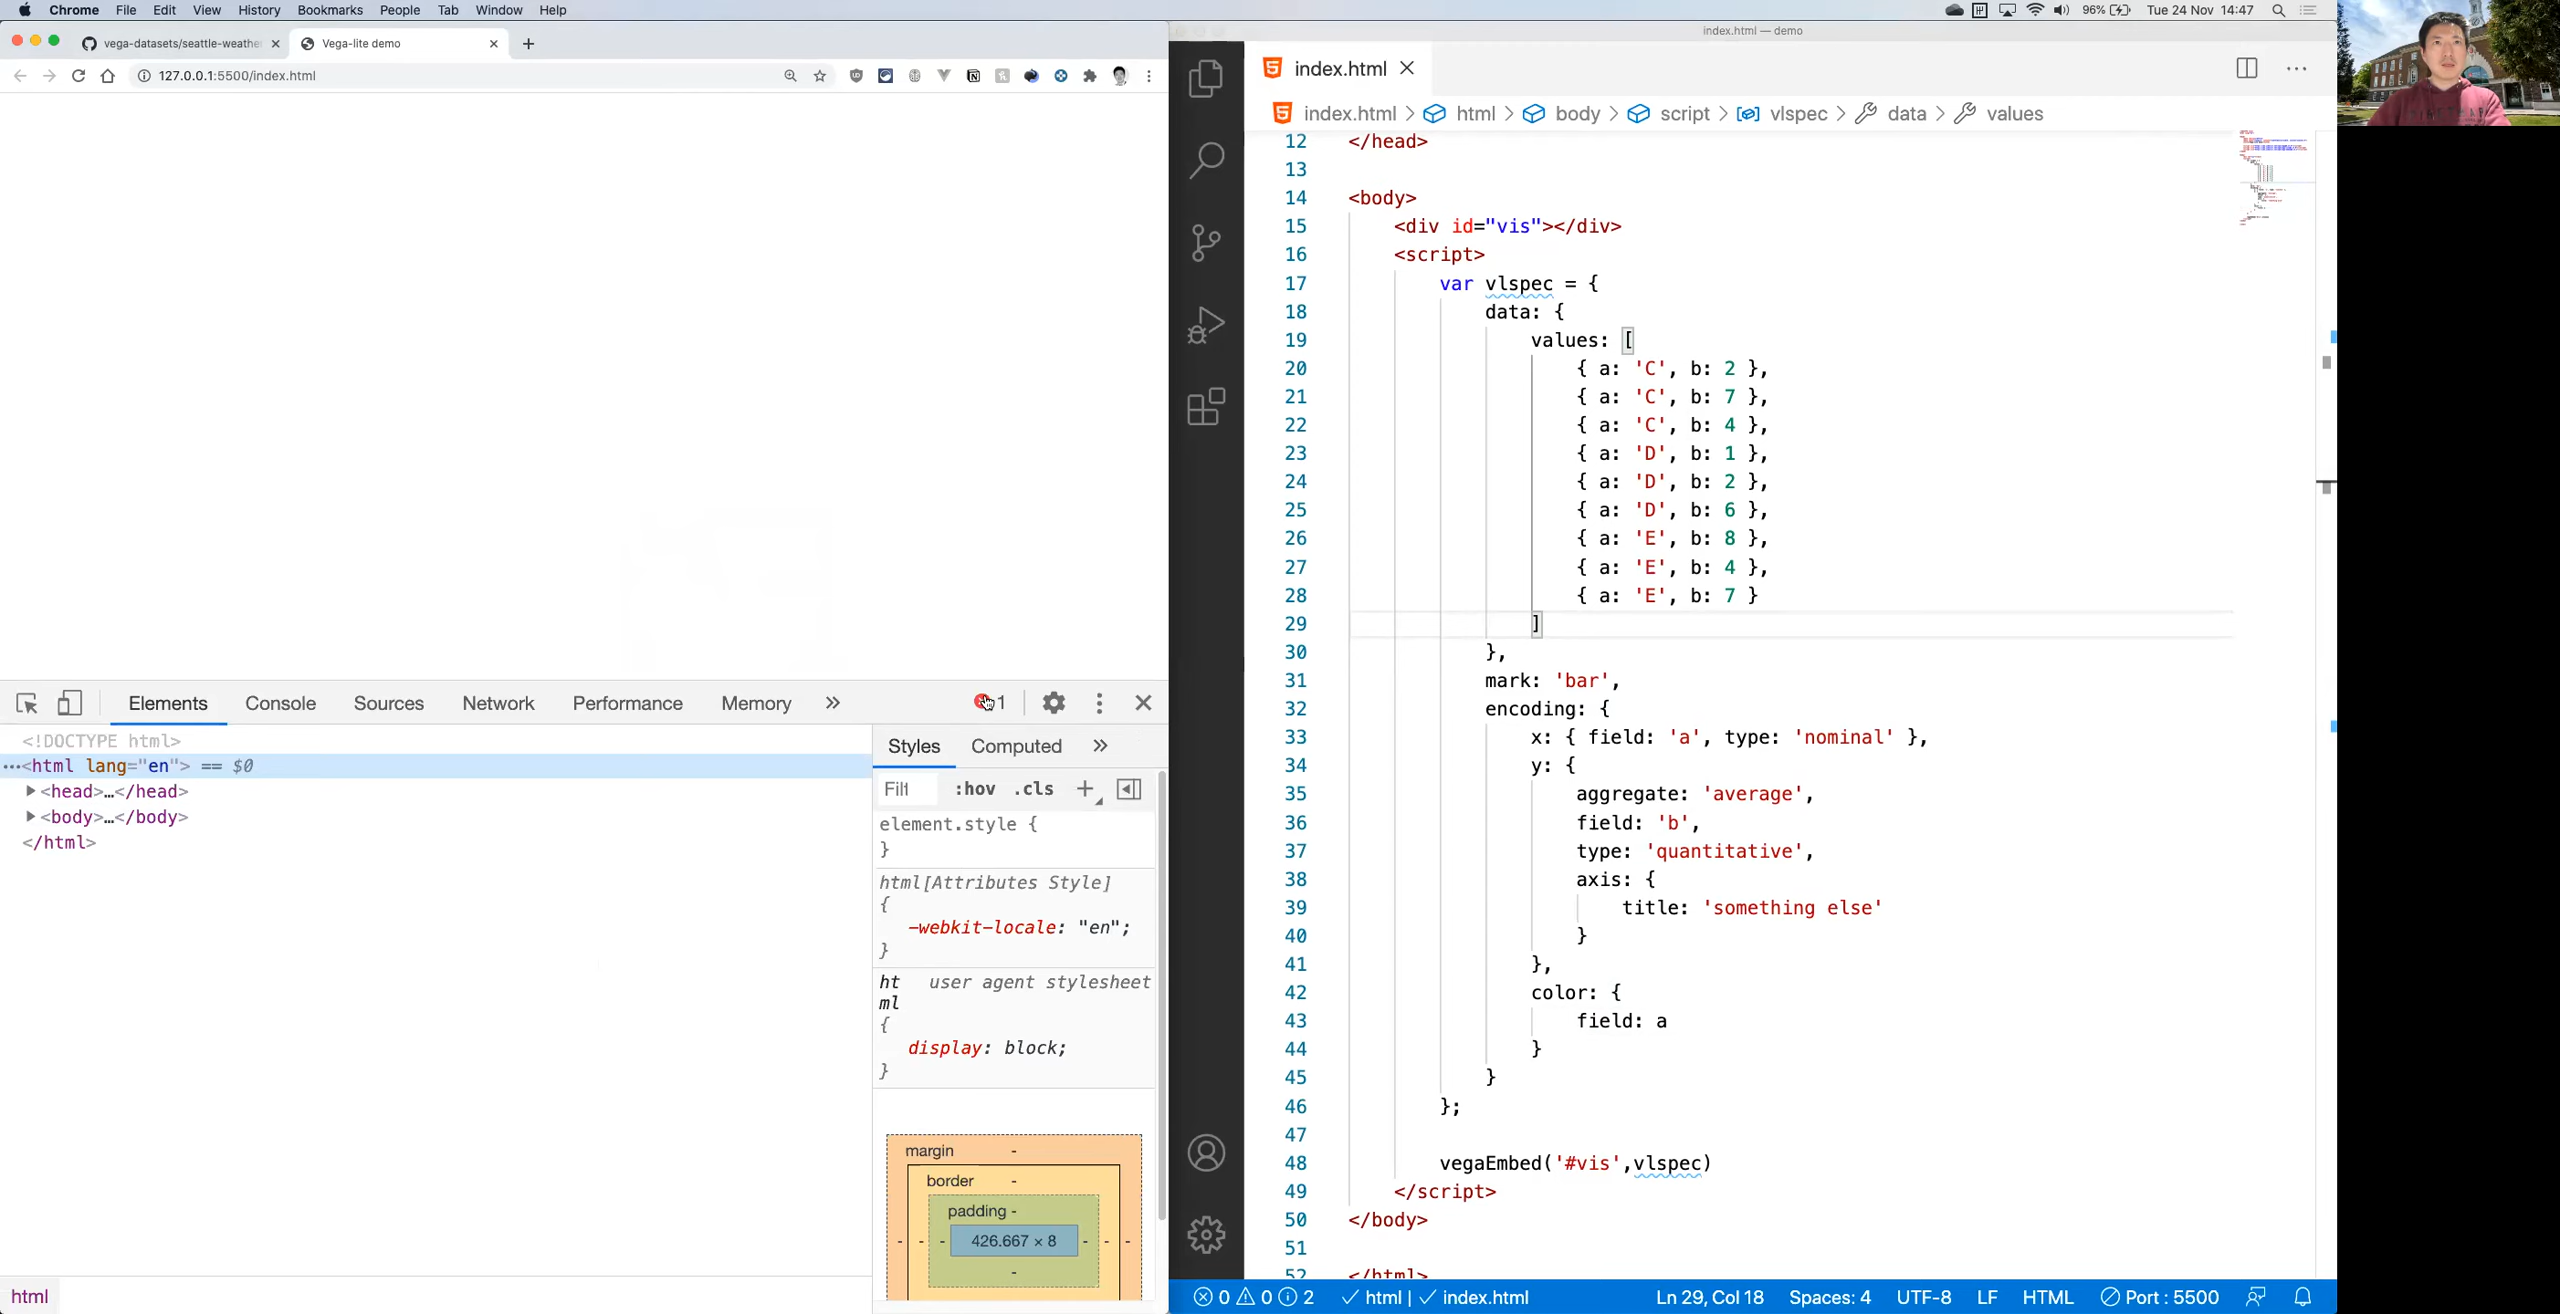 Chrome File Edit View History Bookmarks People Tab Window Help
96% Tue 24 Nov 14:47
vega-datasets/seattle-weathe
Vega-lite demo
127.0.0.1:5500/index.html
Elements Console Sources Network Performance Memory » 1
<!DOCTYPE html>
…<html lang="en"> == $0
<head>…</head>
<body>…</body>
</html>
Styles Computed »
Filt :hov .cls +
element.style {
}
html[Attributes Style]
{
-webkit-locale: "en";
}
ht user agent stylesheet
ml
{
display: block;
}
margin -
border -
padding -
- - - 426.667 × 8 - - -
-
html
index.html — demo
index.html
index.html > html > body > script > vlspec > data > values
12 </head>
13
14 <body>
15 <div id="vis"></div>
16 <script>
17 var vlspec = {
18 data: {
19 values: [
20 { a: 'C', b: 2 },
21 { a: 'C', b: 7 },
22 { a: 'C', b: 4 },
23 { a: 'D', b: 1 },
24 { a: 'D', b: 2 },
25 { a: 'D', b: 6 },
26 { a: 'E', b: 8 },
27 { a: 'E', b: 4 },
28 { a: 'E', b: 7 }
29 ]
30 },
31 mark: 'bar',
32 encoding: {
33 x: { field: 'a', type: 'nominal' },
34 y: {
35 aggregate: 'average',
36 field: 'b',
37 type: 'quantitative',
38 axis: {
39 title: 'something else'
40 }
41 },
42 color: {
43 field: a
44 }
45 }
46 };
47
48 vegaEmbed('#vis',vlspec)
49 </script>
50 </body>
51
52 </html>
0 0 2 html | index.html Ln 29, Col 18 Spaces: 4 UTF-8 LF HTML Port : 5500